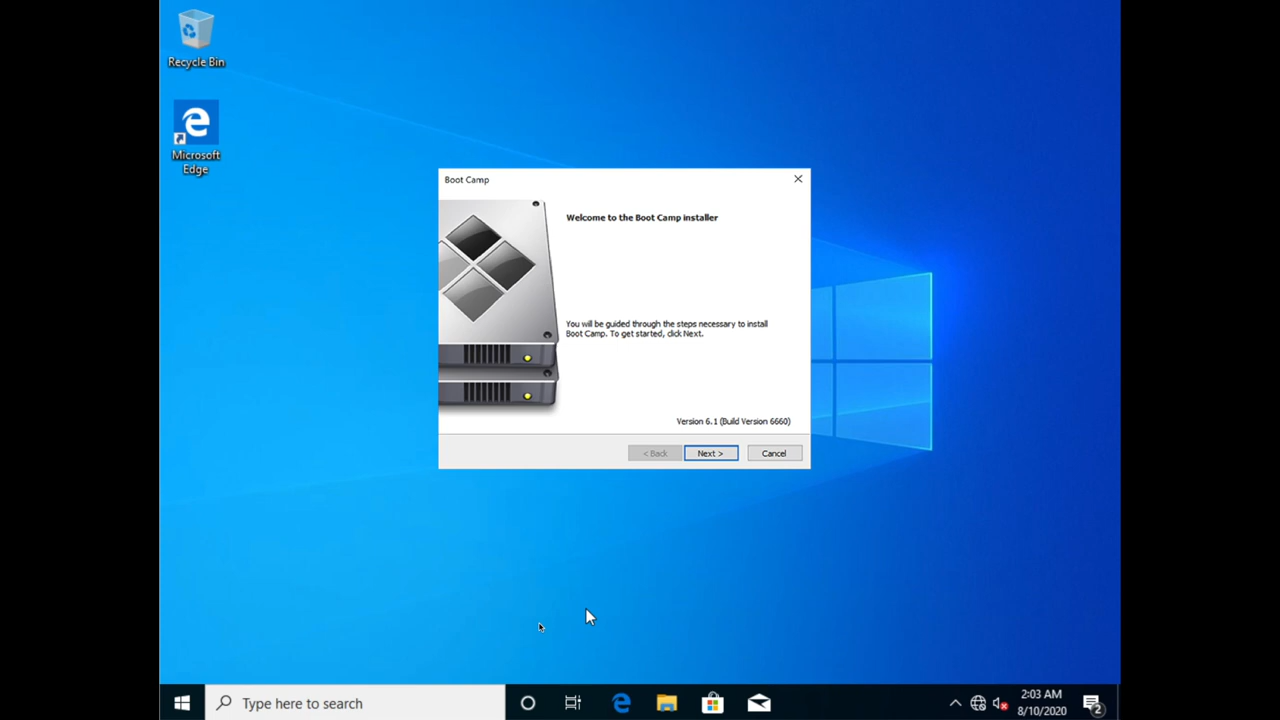 Recycle Bin
Microsoft
Edge
Boot Camp
Welcome to the Boot Camp installer
You will be guided through the steps necessary to install
Boot Camp. To get started, click Next.
Version 6.1 (Build Version 6660)
< Back
Next >
Cancel
Type here to search
2:03 AM
8/10/2020
2